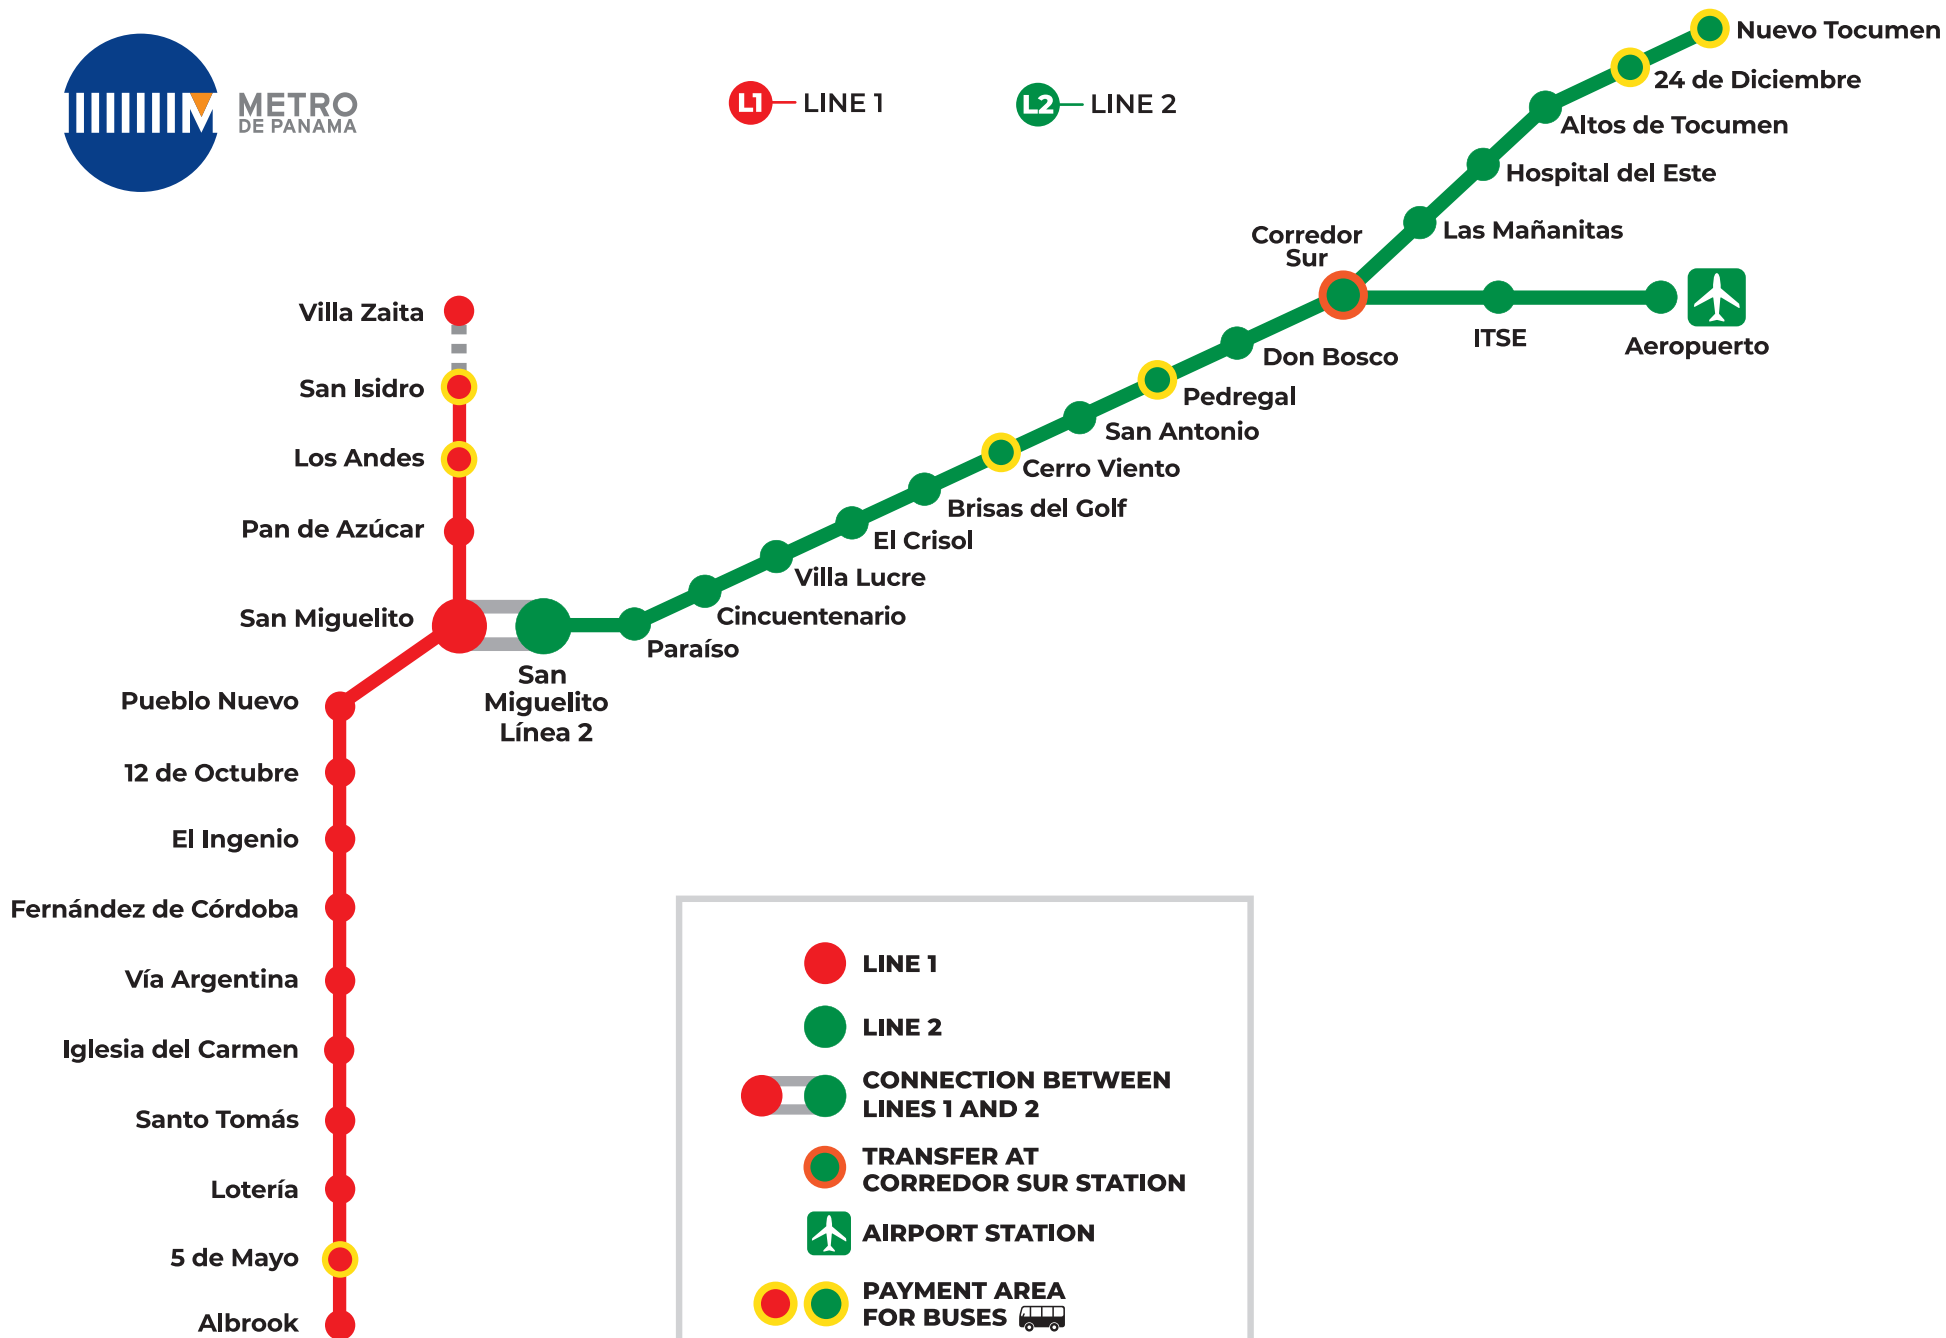 METRO
DE PANAMA
L1 LINE 1
L2 LINE 2
Nuevo Tocumen
24 de Diciembre
Altos de Tocumen
Hospital del Este
Las Mañanitas
Corredor
Sur
ITSE
Aeropuerto
Don Bosco
Pedregal
San Antonio
Cerro Viento
Brisas del Golf
El Crisol
Villa Lucre
Cincuentenario
Paraíso
San
Miguelito
Línea 2
Villa Zaita
San Isidro
Los Andes
Pan de Azúcar
San Miguelito
Pueblo Nuevo
12 de Octubre
El Ingenio
Fernández de Córdoba
Vía Argentina
Iglesia del Carmen
Santo Tomás
Lotería
5 de Mayo
Albrook
LINE 1
LINE 2
CONNECTION BETWEEN
LINES 1 AND 2
TRANSFER AT
CORREDOR SUR STATION
AIRPORT STATION
PAYMENT AREA
FOR BUSES